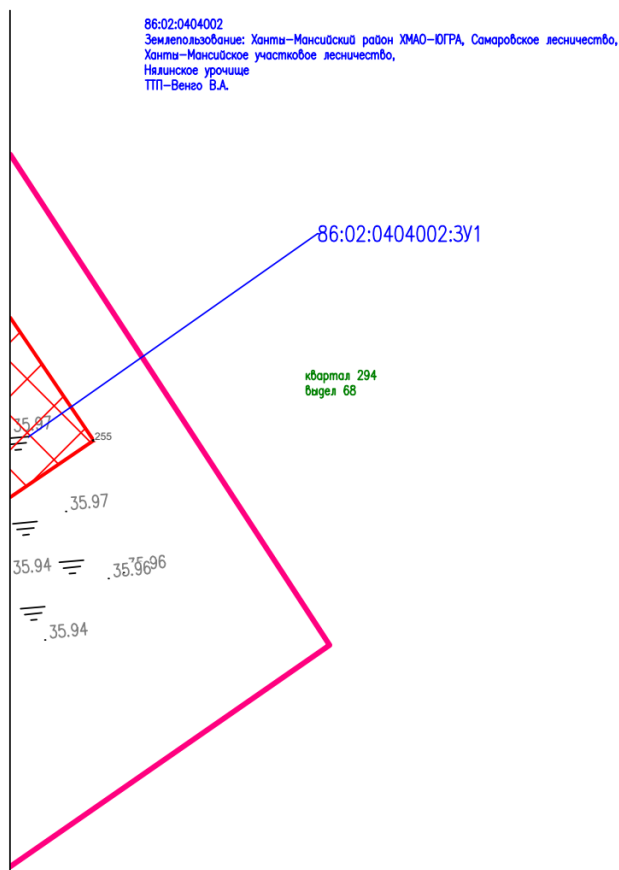 86:02:0404002
Землепользование: Ханты-Мансийский район ХМАО-ЮГРА, Самаровское лесничество,
Ханты-Мансийское участковое лесничество,
Нялинское урочище
ТТП-Венго В.А.
86:02:0404002:ЗУ1
квартал 294
выдел 68
35.97
255
.35.97
35.94
.35.96
35.96
.35.94